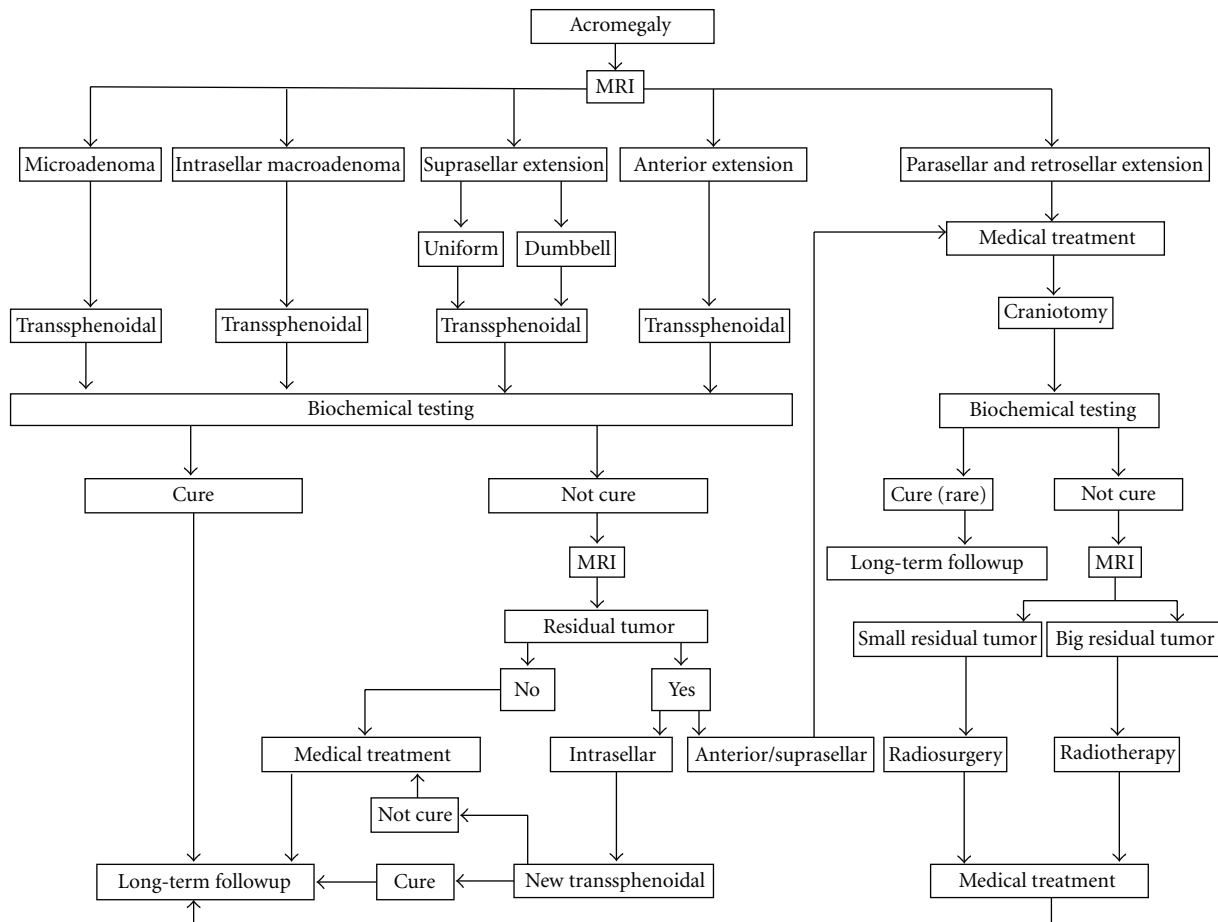 Acromegaly
MRI
Microadenoma
Intrasellar macroadenoma
Suprasellar extension
Anterior extension
Parasellar and retrosellar extension
Uniform
Dumbbell
Medical treatment
Transsphenoidal
Transsphenoidal
Transsphenoidal
Transsphenoidal
Craniotomy
Biochemical testing
Biochemical testing
Cure
Not cure
Cure (rare)
Not cure
MRI
Long-term followup
MRI
Residual tumor
Small residual tumor
Big residual tumor
No
Yes
Medical treatment
Intrasellar
Anterior/suprasellar
Radiosurgery
Radiotherapy
Not cure
Long-term followup
Cure
New transsphenoidal
Medical treatment